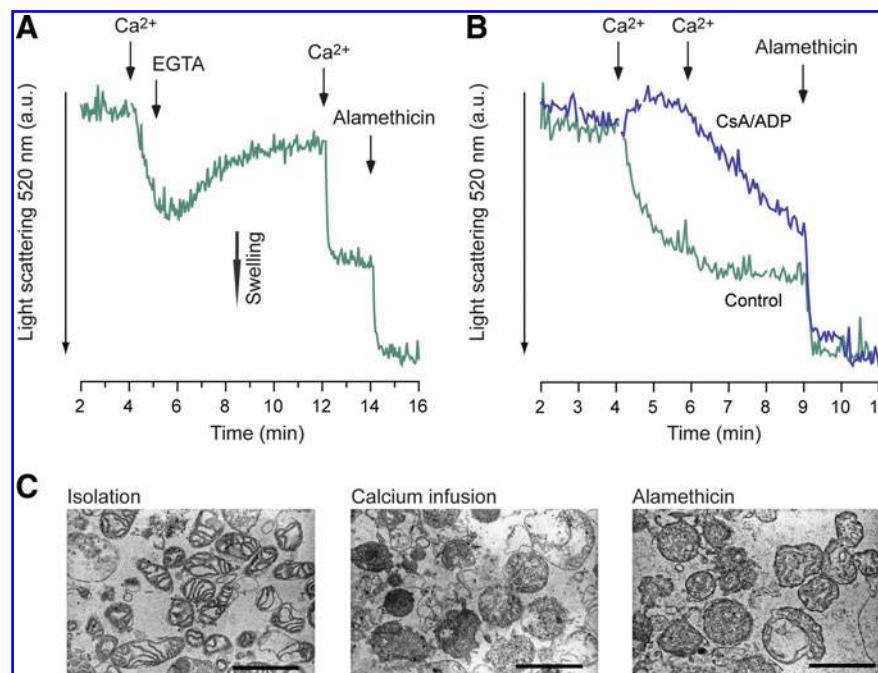 A
Ca2+
EGTA
Ca2+
Alamethicin
Light scattering 520 nm (a.u.)
Swelling
2 4 6 8 10 12 14 16
Time (min)
B
Ca2+ Ca2+
Alamethicin
CsA/ADP
Control
Light scattering 520 nm (a.u.)
2 3 4 5 6 7 8 9 10 11
Time (min)
C
Isolation
Calcium infusion
Alamethicin